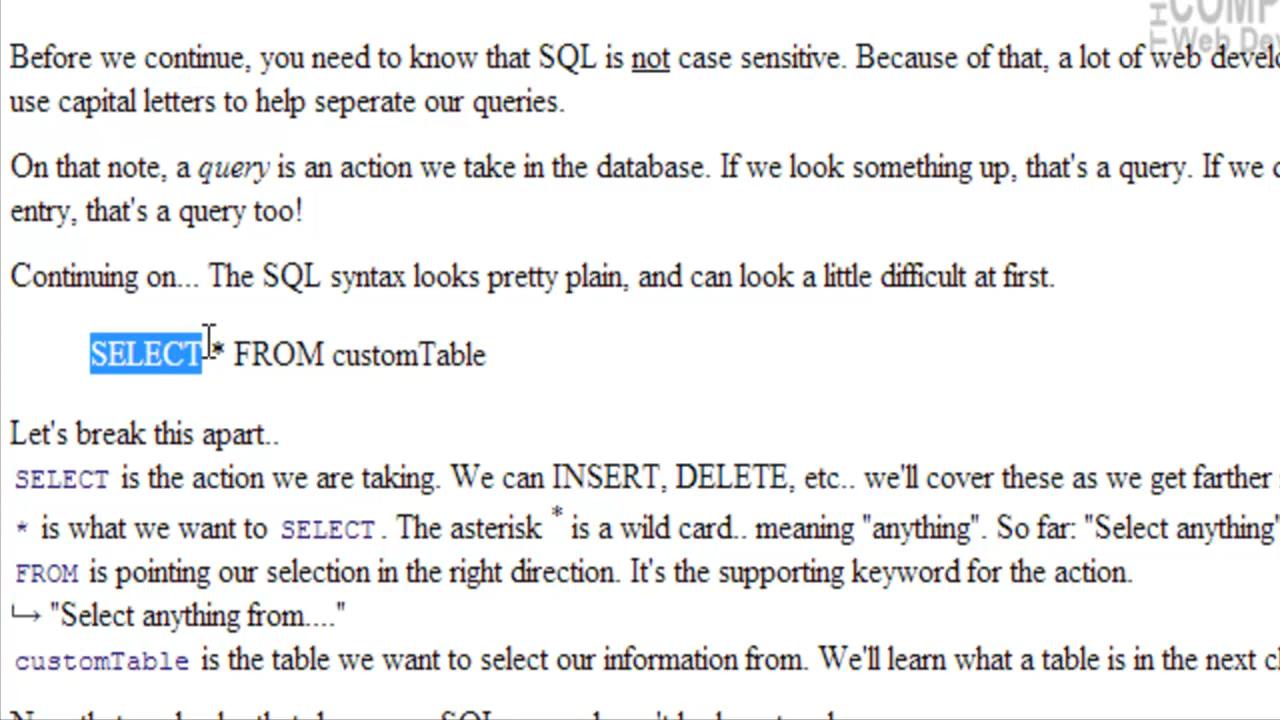 COMP
Web Dev
Before we continue, you need to know that SQL is not case sensitive. Because of that, a lot of web develo
use capital letters to help seperate our queries.
On that note, a query is an action we take in the database. If we look something up, that's a query. If we
entry, that's a query too!
Continuing on... The SQL syntax looks pretty plain, and can look a little difficult at first.
SELECT * FROM customTable
Let's break this apart..
SELECT is the action we are taking. We can INSERT, DELETE, etc.. we'll cover these as we get farther
* is what we want to SELECT. The asterisk * is a wild card.. meaning "anything". So far: "Select anything"
FROM is pointing our selection in the right direction. It's the supporting keyword for the action.
↳ "Select anything from...."
customTable is the table we want to select our information from. We'll learn what a table is in the next